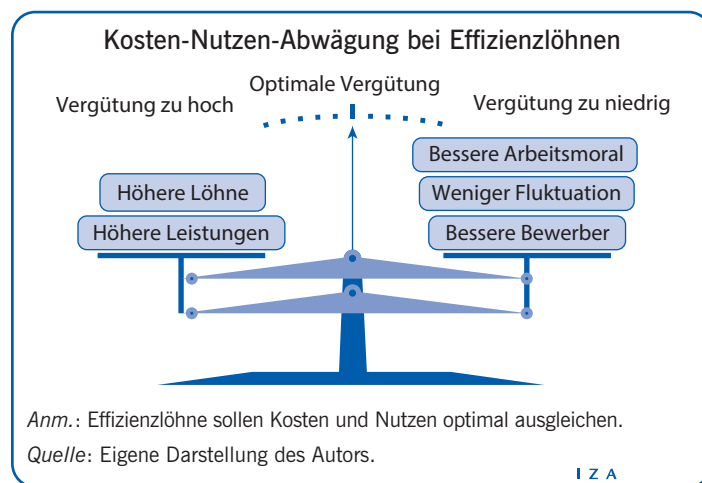 Kosten-Nutzen-Abwägung bei Effizienzlöhnen
Optimale Vergütung
Vergütung zu hoch
Vergütung zu niedrig
Höhere Löhne
Höhere Leistungen
Bessere Arbeitsmoral
Weniger Fluktuation
Bessere Bewerber
Anm.: Effizienzlöhne sollen Kosten und Nutzen optimal ausgleichen.
Quelle: Eigene Darstellung des Autors.
I Z A